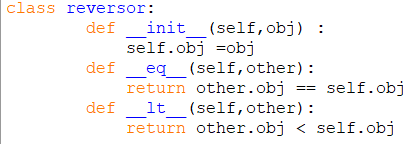 class reversor:
        def __init__(self,obj) :
            self.obj =obj
        def __eq__(self,other):
            return other.obj == self.obj
        def __lt__(self,other):
            return other.obj < self.obj